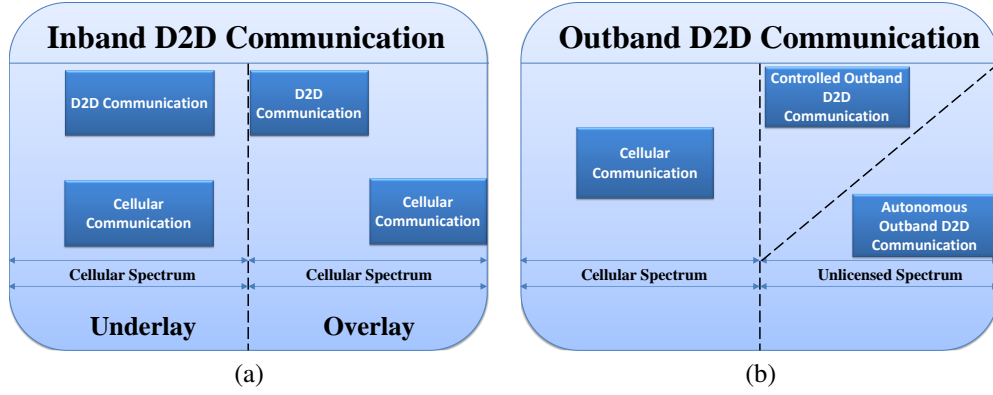 Inband D2D Communication
D2D Communication
D2D
Communication
Cellular
Communication
Cellular
Communication
Cellular Spectrum
Cellular Spectrum
Underlay
Overlay
(a)
Outband D2D Communication
Controlled Outband
D2D
Communication
Cellular
Communication
Autonomous
Outband D2D
Communication
Cellular Spectrum
Unlicensed Spectrum
(b)